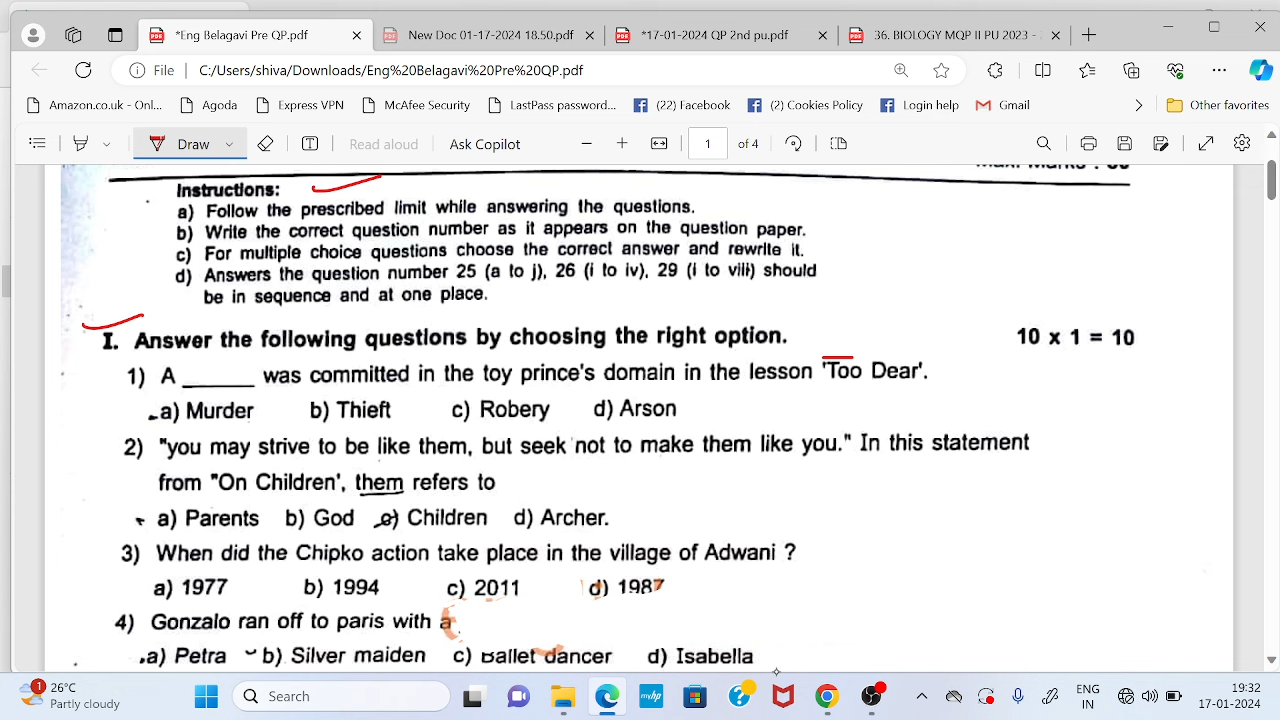 *Eng Belagavi Pre QP.pdf
New Doc 01-17-2024 18.50.pdf
*17-01-2024 QP 2nd pu.pdf
36BIOLOGY MQP II PU 2023 -
File
C:/Users/shiva/Downloads/Eng%20Belagavi%20Pre%20QP.pdf
Amazon.co.uk - Onl...
Agoda
Express VPN
McAfee Security
LastPass password...
(22) Facebook
(2) Cookies Policy
Login help
Gmail
Other favorites
Draw
Read aloud
Ask Copilot
1 of 4
Instructions:
a) Follow the prescribed limit while answering the questions.
b) Write the correct question number as it appears on the question paper.
c) For multiple choice questions choose the correct answer and rewrite it.
d) Answers the question number 25 (a to j), 26 (i to iv), 29 (i to viii) should
be in sequence and at one place.
I. Answer the following questions by choosing the right option. 10 x 1 = 10
1) A ______ was committed in the toy prince's domain in the lesson 'Too Dear'.
a) Murder b) Thieft c) Robery d) Arson
2) "you may strive to be like them, but seek not to make them like you." In this statement
from "On Children', them refers to
a) Parents b) God c) Children d) Archer.
3) When did the Chipko action take place in the village of Adwani ?
a) 1977 b) 1994 c) 2011 d) 1987
4) Gonzalo ran off to paris with a
a) Petra b) Silver maiden c) Ballet dancer d) Isabella
1
26°C
Partly cloudy
Search
myhp
ENG
IN
19:32
17-01-2024